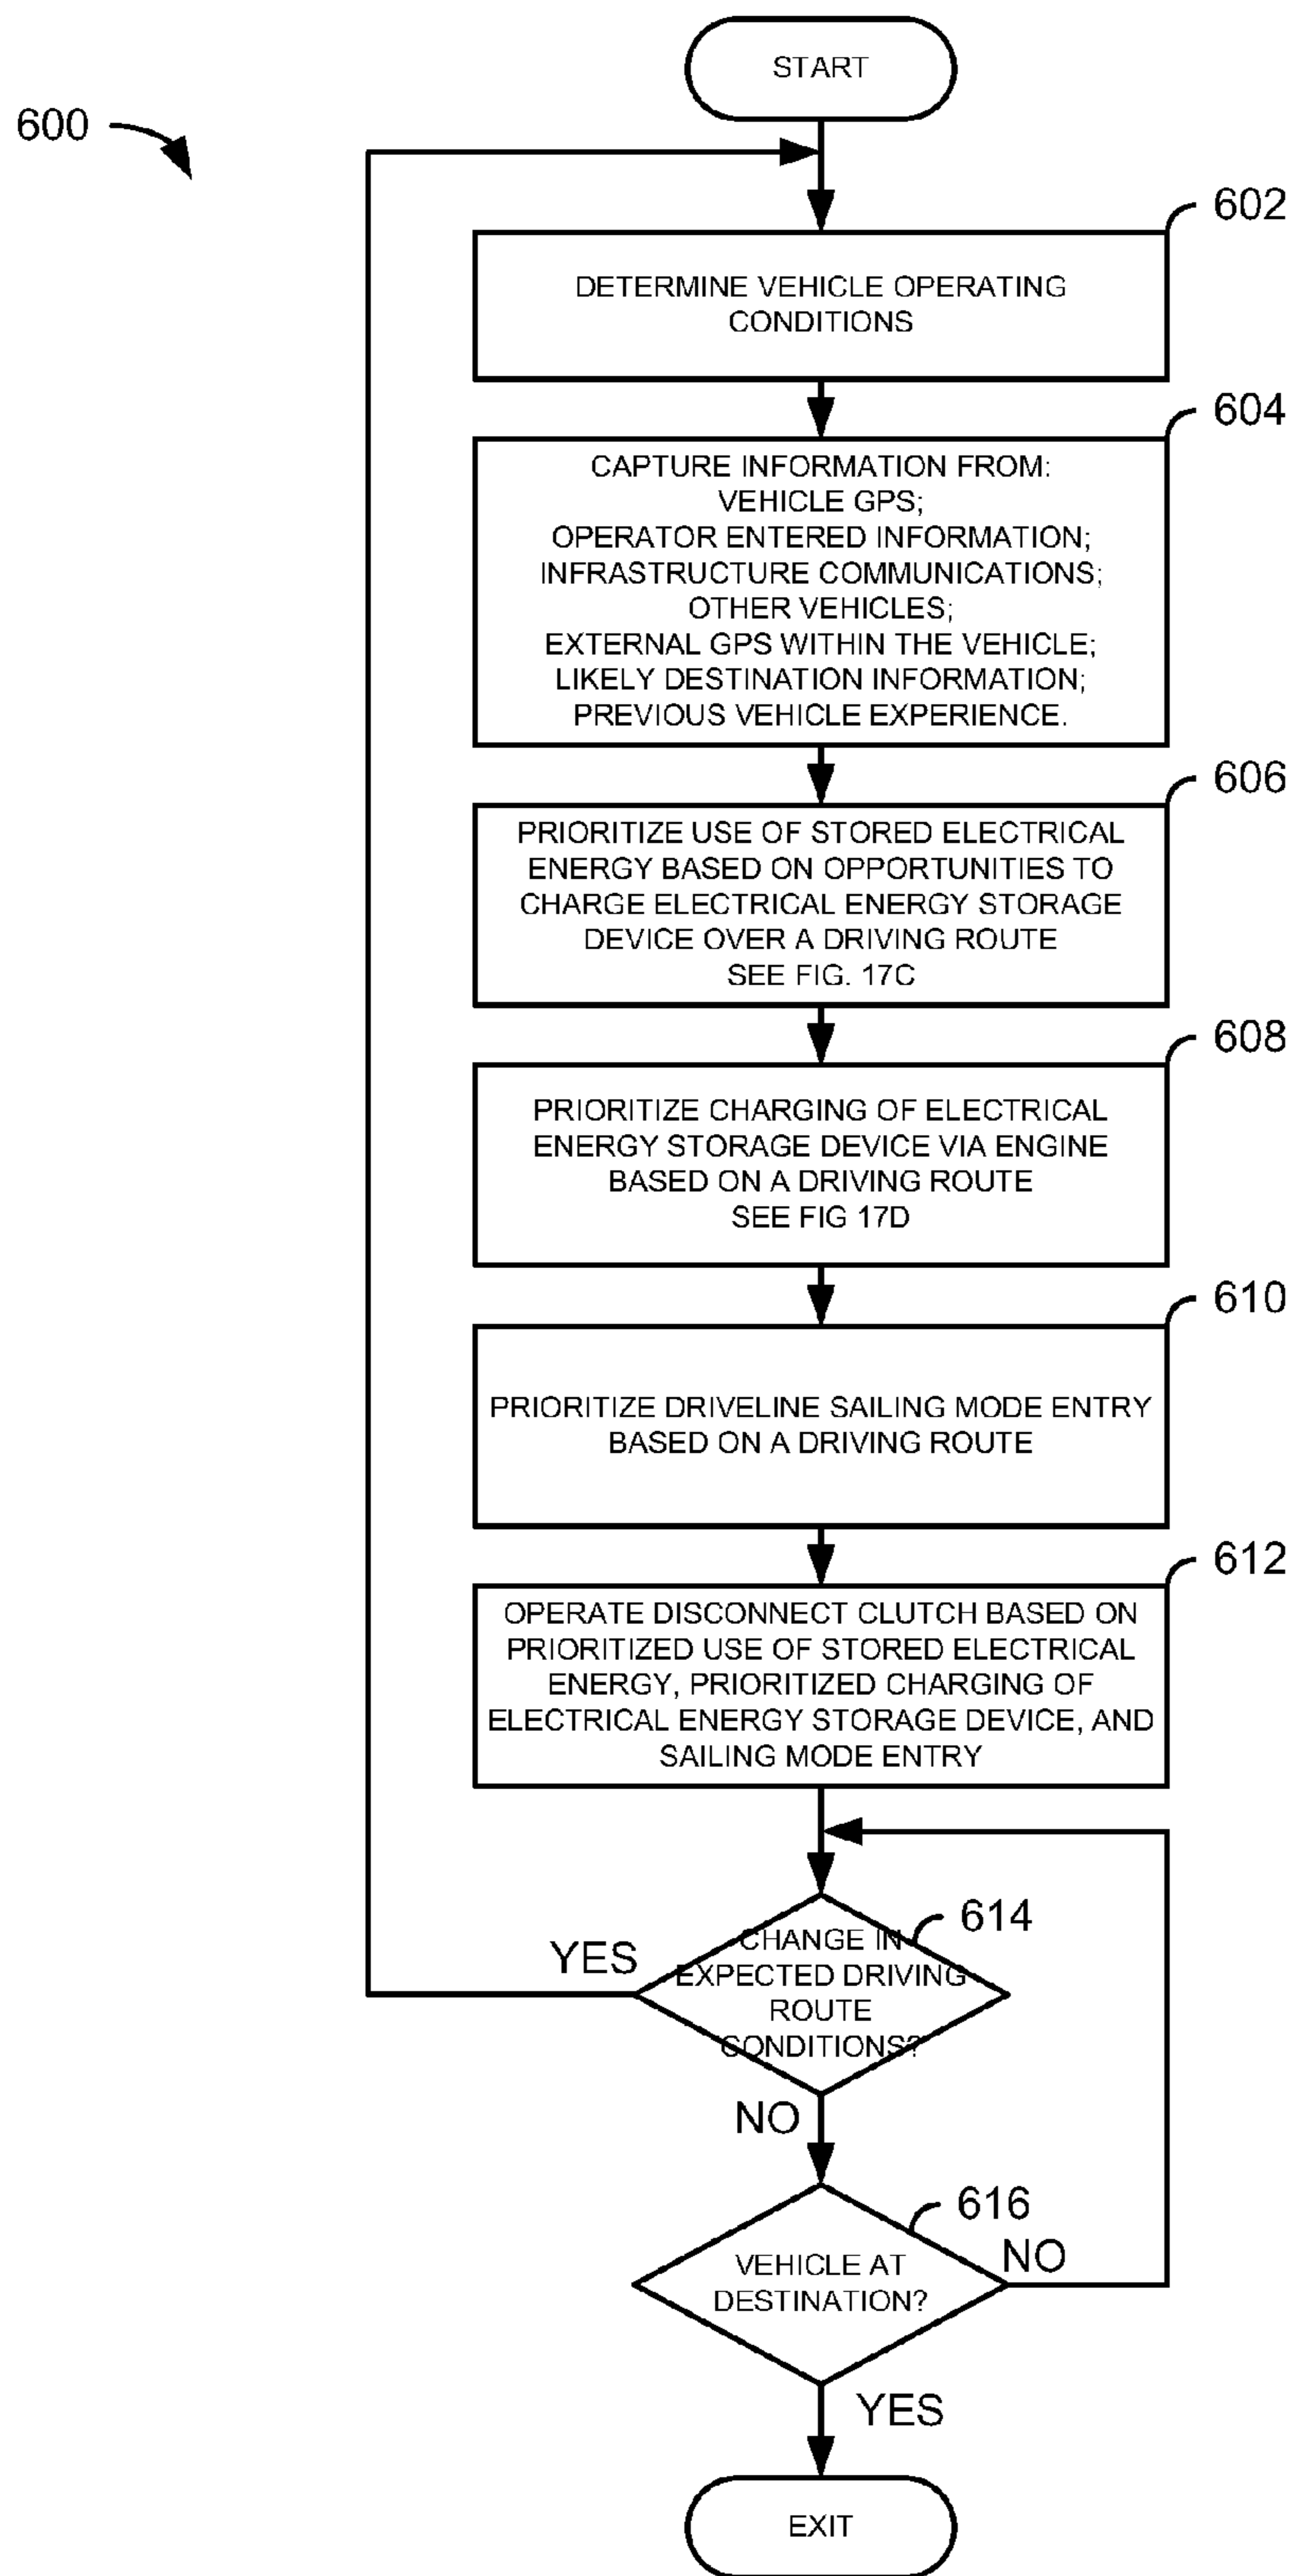 START
600
602
DETERMINE VEHICLE OPERATING
CONDITIONS
604
CAPTURE INFORMATION FROM:
VEHICLE GPS;
OPERATOR ENTERED INFORMATION;
INFRASTRUCTURE COMMUNICATIONS;
OTHER VEHICLES;
EXTERNAL GPS WITHIN THE VEHICLE;
LIKELY DESTINATION INFORMATION;
PREVIOUS VEHICLE EXPERIENCE.
606
PRIORITIZE USE OF STORED ELECTRICAL
ENERGY BASED ON OPPORTUNITIES TO
CHARGE ELECTRICAL ENERGY STORAGE
DEVICE OVER A DRIVING ROUTE
SEE FIG. 17C
608
PRIORITIZE CHARGING OF ELECTRICAL
ENERGY STORAGE DEVICE VIA ENGINE
BASED ON A DRIVING ROUTE
SEE FIG 17D
610
PRIORITIZE DRIVELINE SAILING MODE ENTRY
BASED ON A DRIVING ROUTE
612
OPERATE DISCONNECT CLUTCH BASED ON
PRIORITIZED USE OF STORED ELECTRICAL
ENERGY, PRIORITIZED CHARGING OF
ELECTRICAL ENERGY STORAGE DEVICE, AND
SAILING MODE ENTRY
614
YES
CHANGE IN
EXPECTED DRIVING
ROUTE
CONDITIONS?
NO
616
NO
VEHICLE AT
DESTINATION?
YES
EXIT